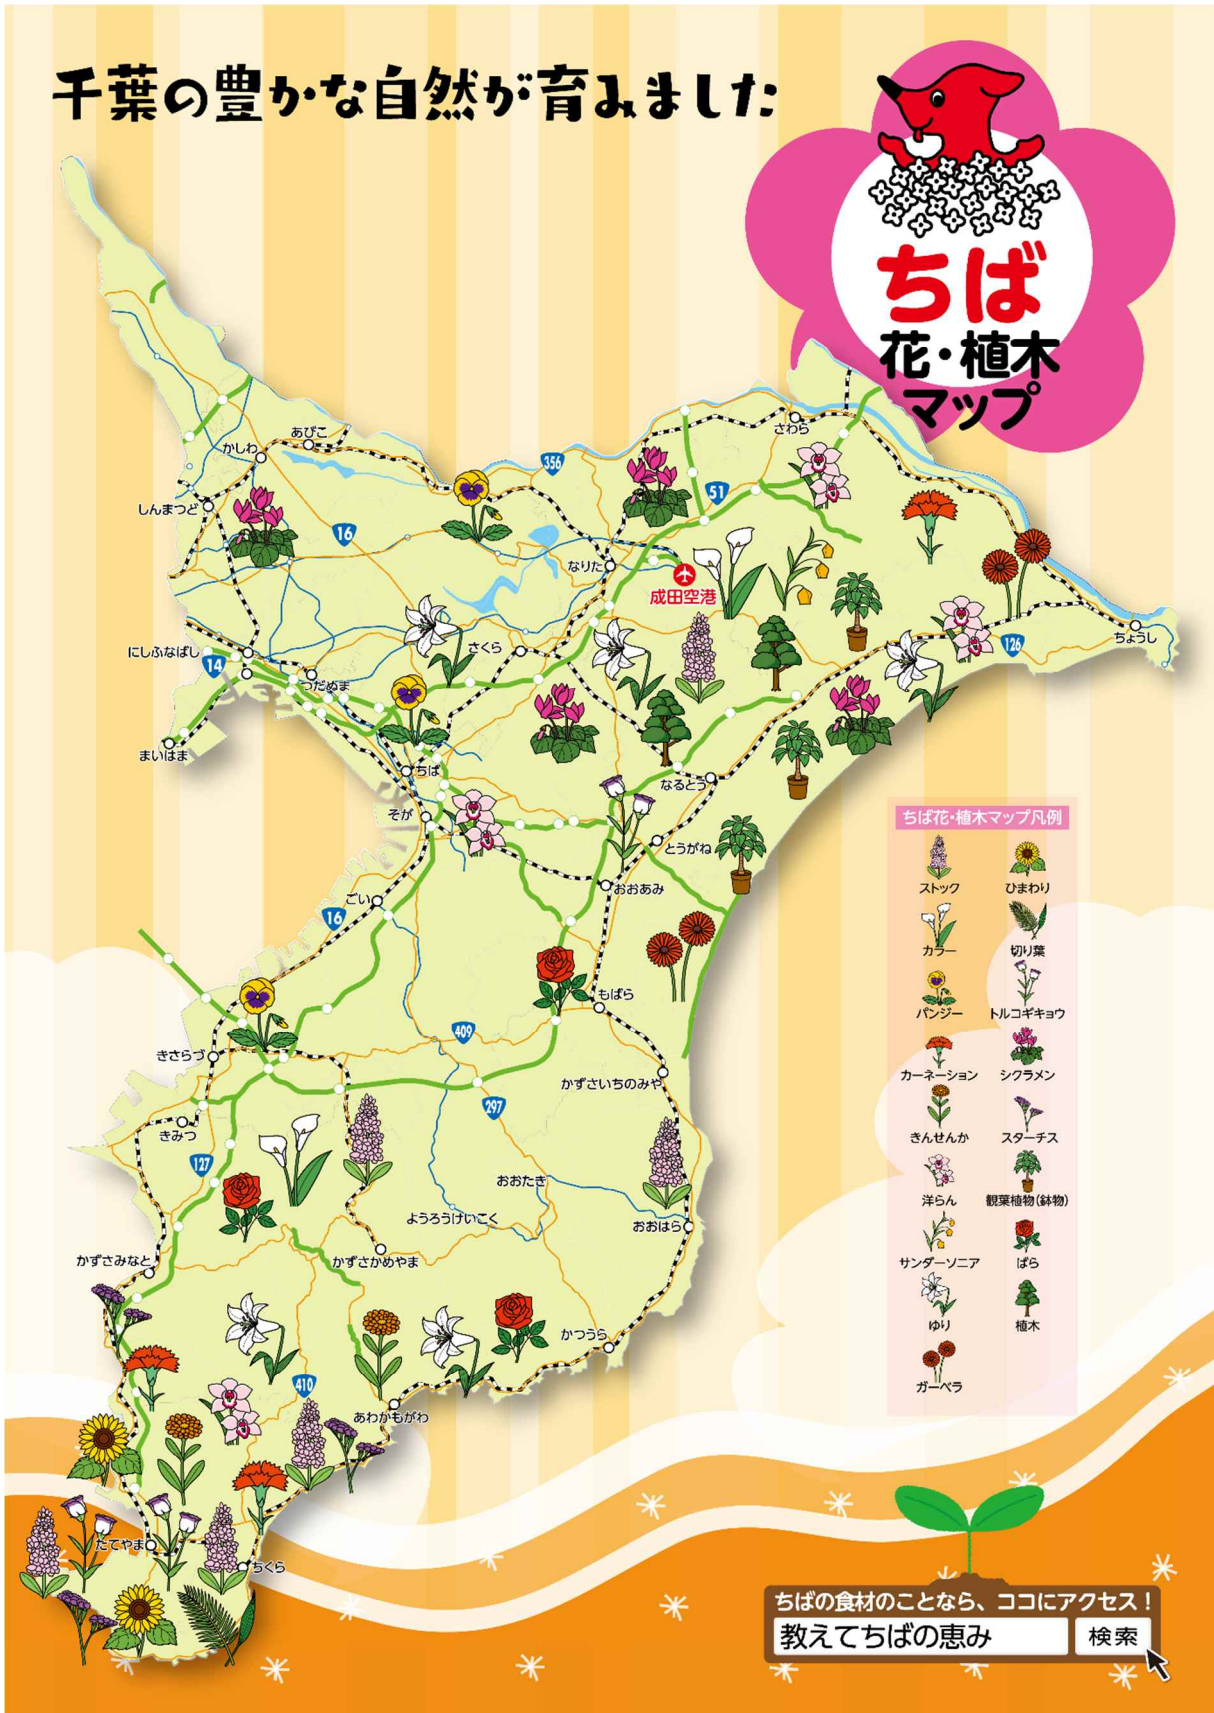 千葉の豊かな自然が育みました
ちば
花・植木
マップ
さわら
あびこ
かしわ
356
51
しんまつど
16
なりた
成田空港
ちょうし
126
にしふなばし
14
さくら
つだぬま
まいはま
ちば
なるとう
そが
とうがね
おおあみ
ごい
16
もばら
409
きさらづ
かずさいちのみや
297
きみつ
127
おおたき
ようろうけいこく
おおはら
かずさみなと
かずさかめやま
かつうら
410
あわかもがわ
たてやま
ちくら
ちば花・植木マップ凡例
ストック
ひまわり
カラー
切り葉
パンジー
トルコギキョウ
カーネーション
シクラメン
きんせんか
スターチス
洋らん
観葉植物(鉢物)
サンダーソニア
ばら
ゆり
植木
ガーベラ
ちばの食材のことなら、ココにアクセス!
教えてちばの恵み
検索